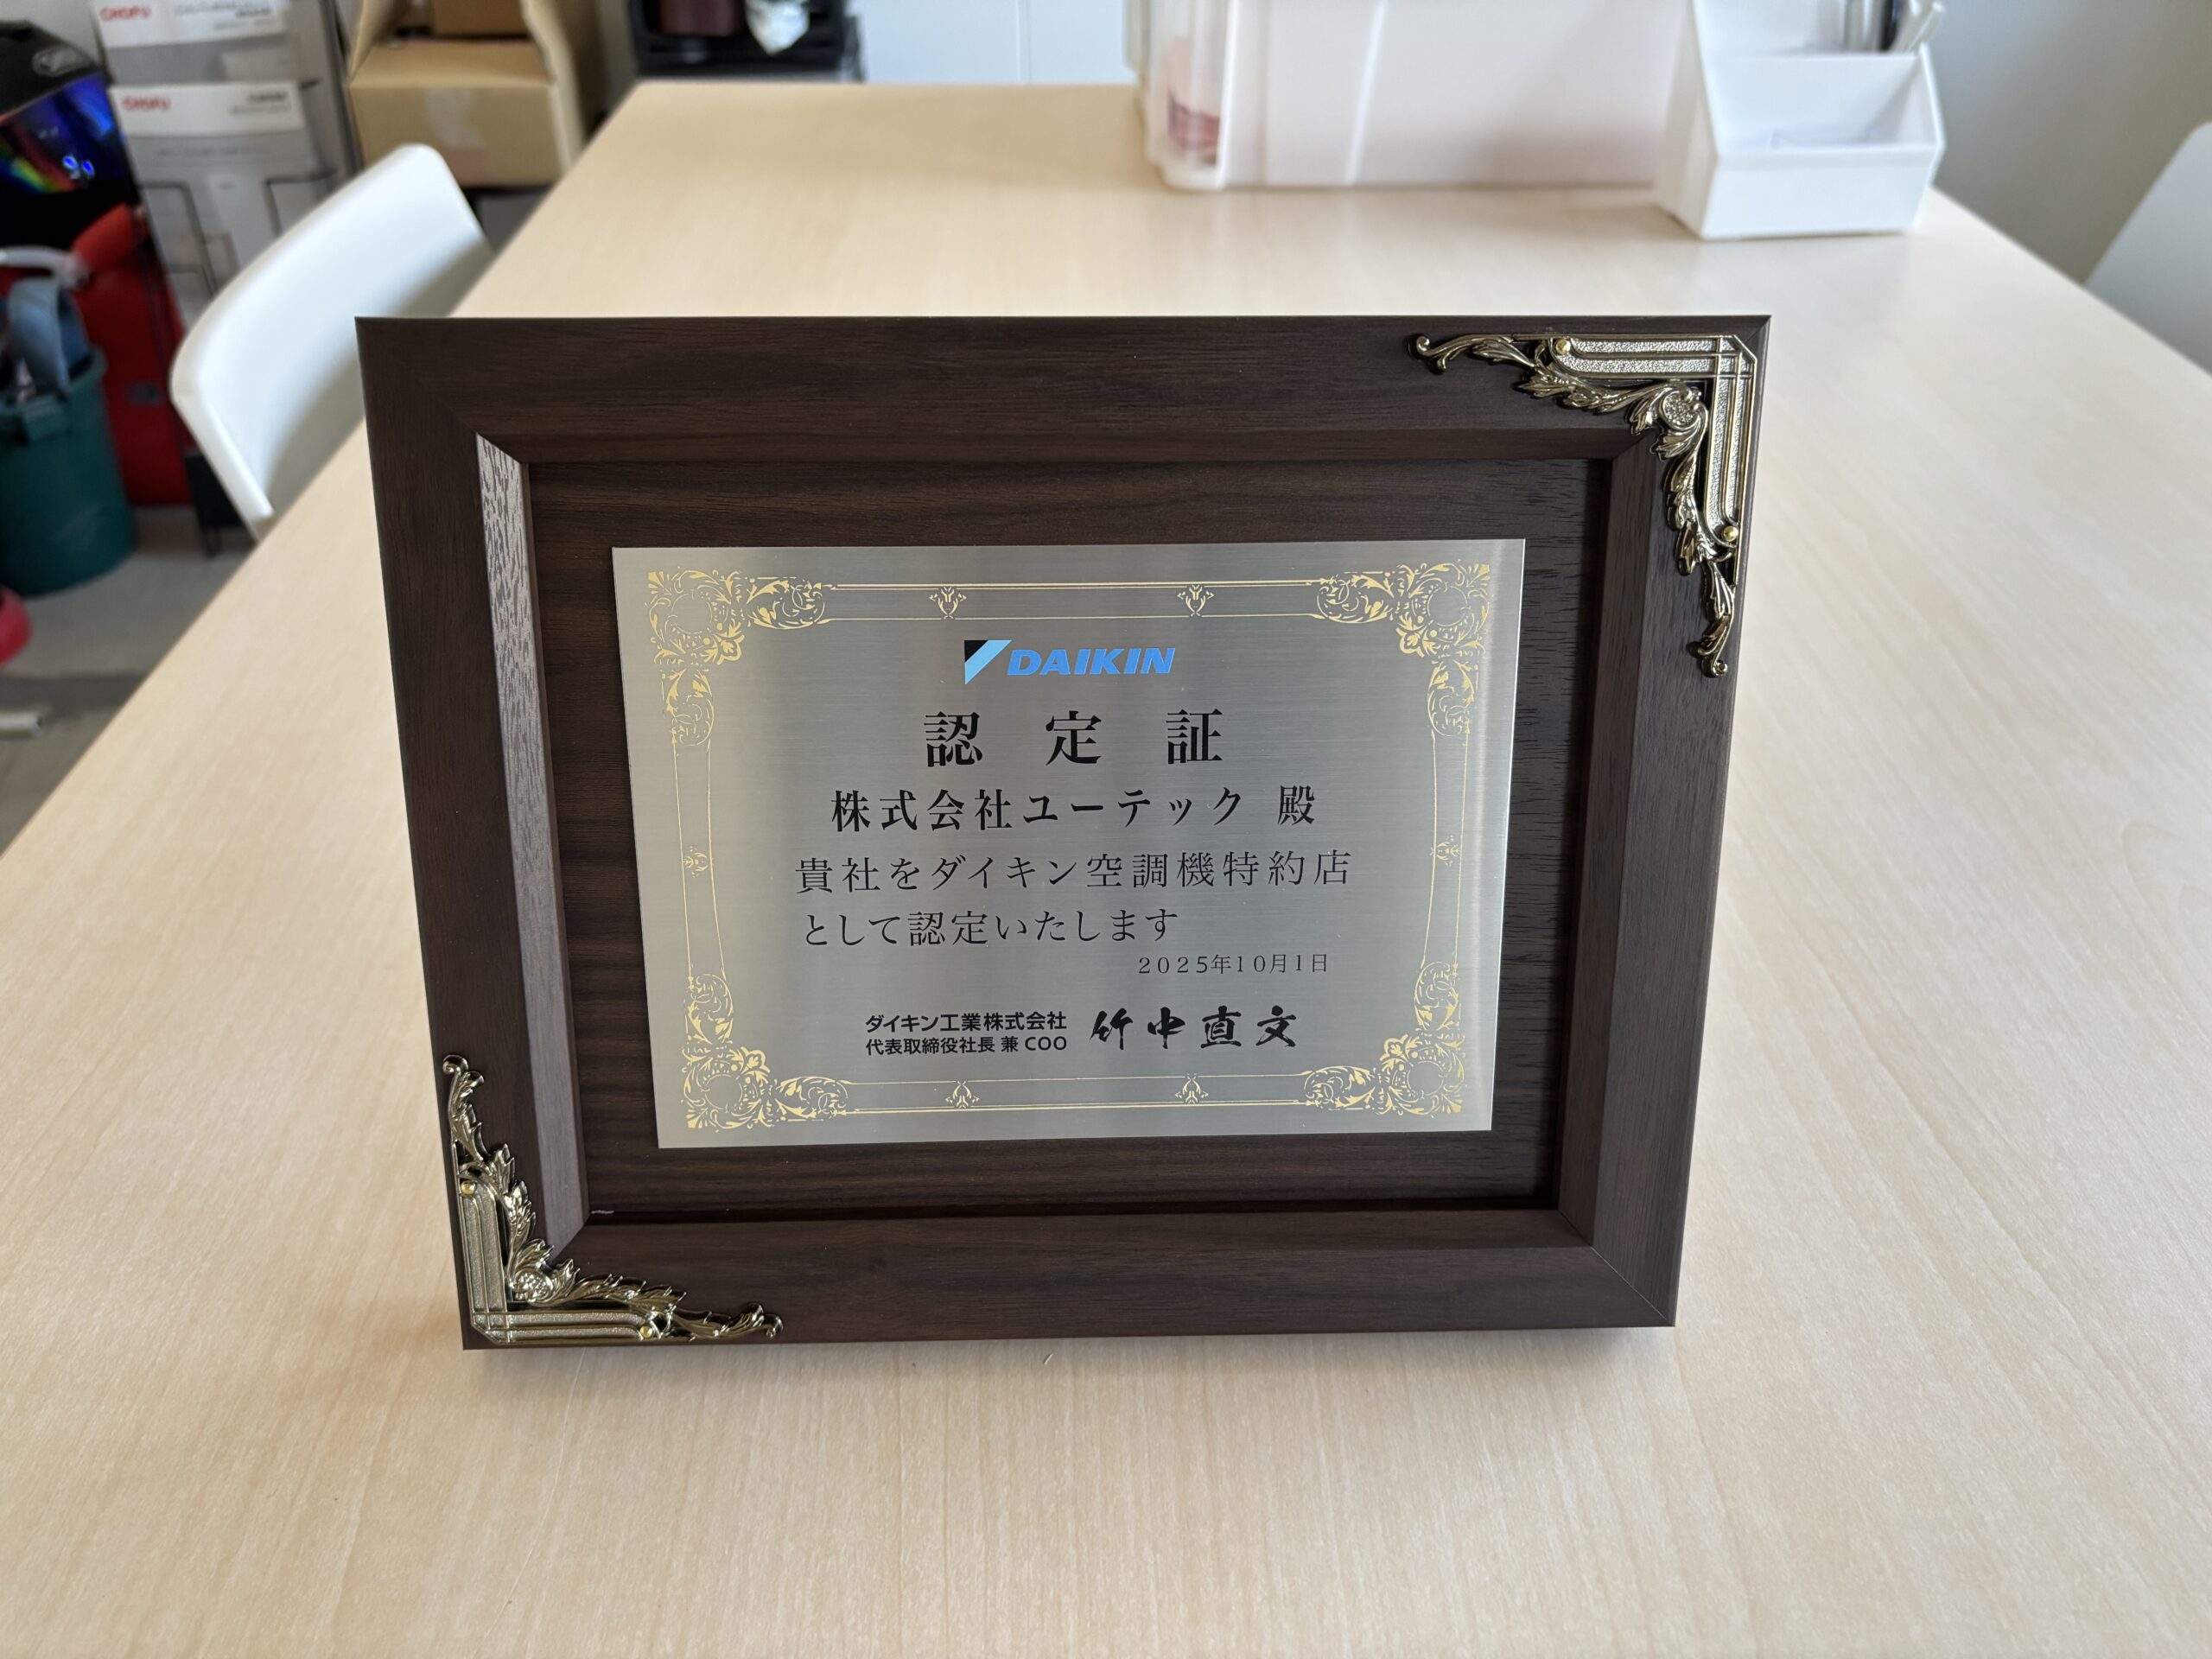 CHOFU
CHOFU
DAIKIN
認定証
株式会社ユーテック 殿
貴社をダイキン空調機特約店
として認定いたします
2025年10月1日
ダイキン工業株式会社
代表取締役社長 兼 COO
竹中直文